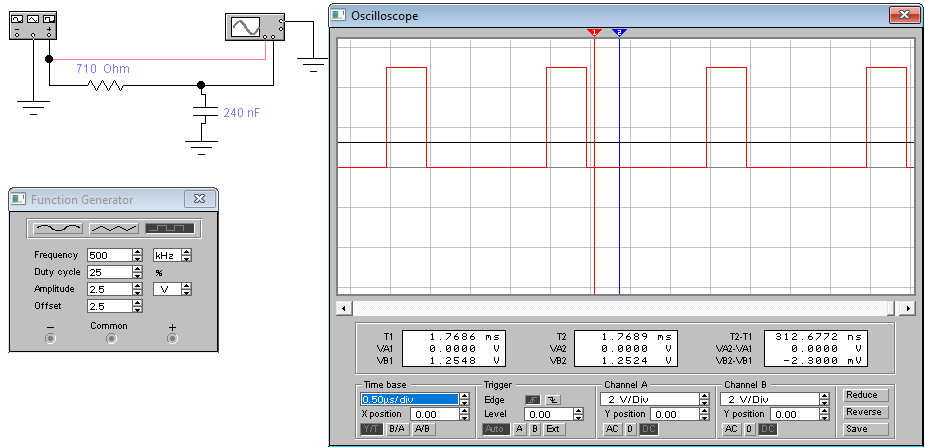 Oscilloscope
1
2
710 Ohm
240 nF
Function Generator
Frequency 500 kHz
Duty cycle 25 %
Amplitude 2.5 V
Offset 2.5
− Common +
T1 1.7686 ms
VA1 0.0000 V
VB1 1.2548 V
T2 1.7689 ms
VA2 0.0000 V
VB2 1.2524 V
T2-T1 312.6772 ns
VA2-VA1 0.0000 V
VB2-VB1 -2.3000 mV
Time base
0.50µs/div
X position 0.00
Y/T B/A A/B
Trigger
Edge
Level 0.00
Auto A B Ext
Channel A
2 V/Div
Y position 0.00
AC 0 DC
Channel B
2 V/Div
Y position 0.00
AC 0 DC
Reduce
Reverse
Save